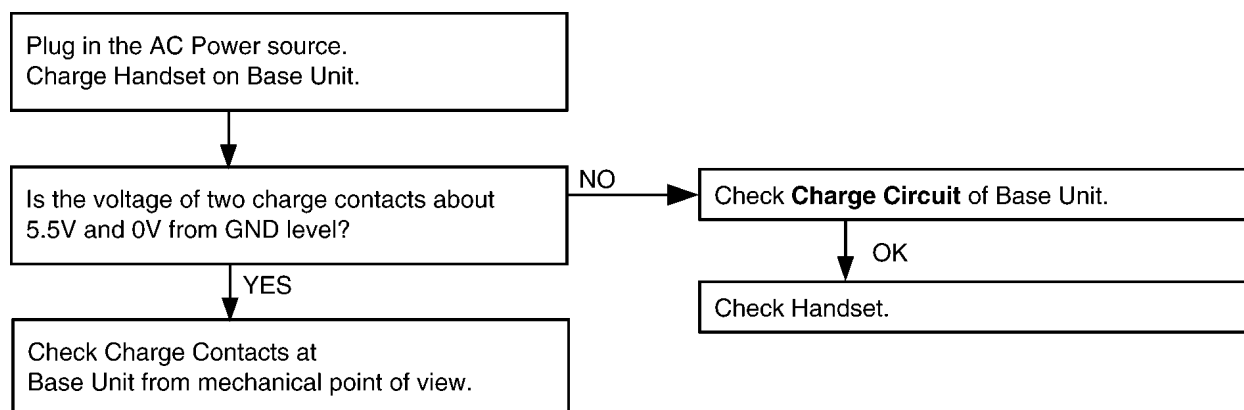 Plug in the AC Power source.
Charge Handset on Base Unit.
Is the voltage of two charge contacts about
5.5V and 0V from GND level?
NO
Check Charge Circuit of Base Unit.
OK
Check Handset.
YES
Check Charge Contacts at
Base Unit from mechanical point of view.